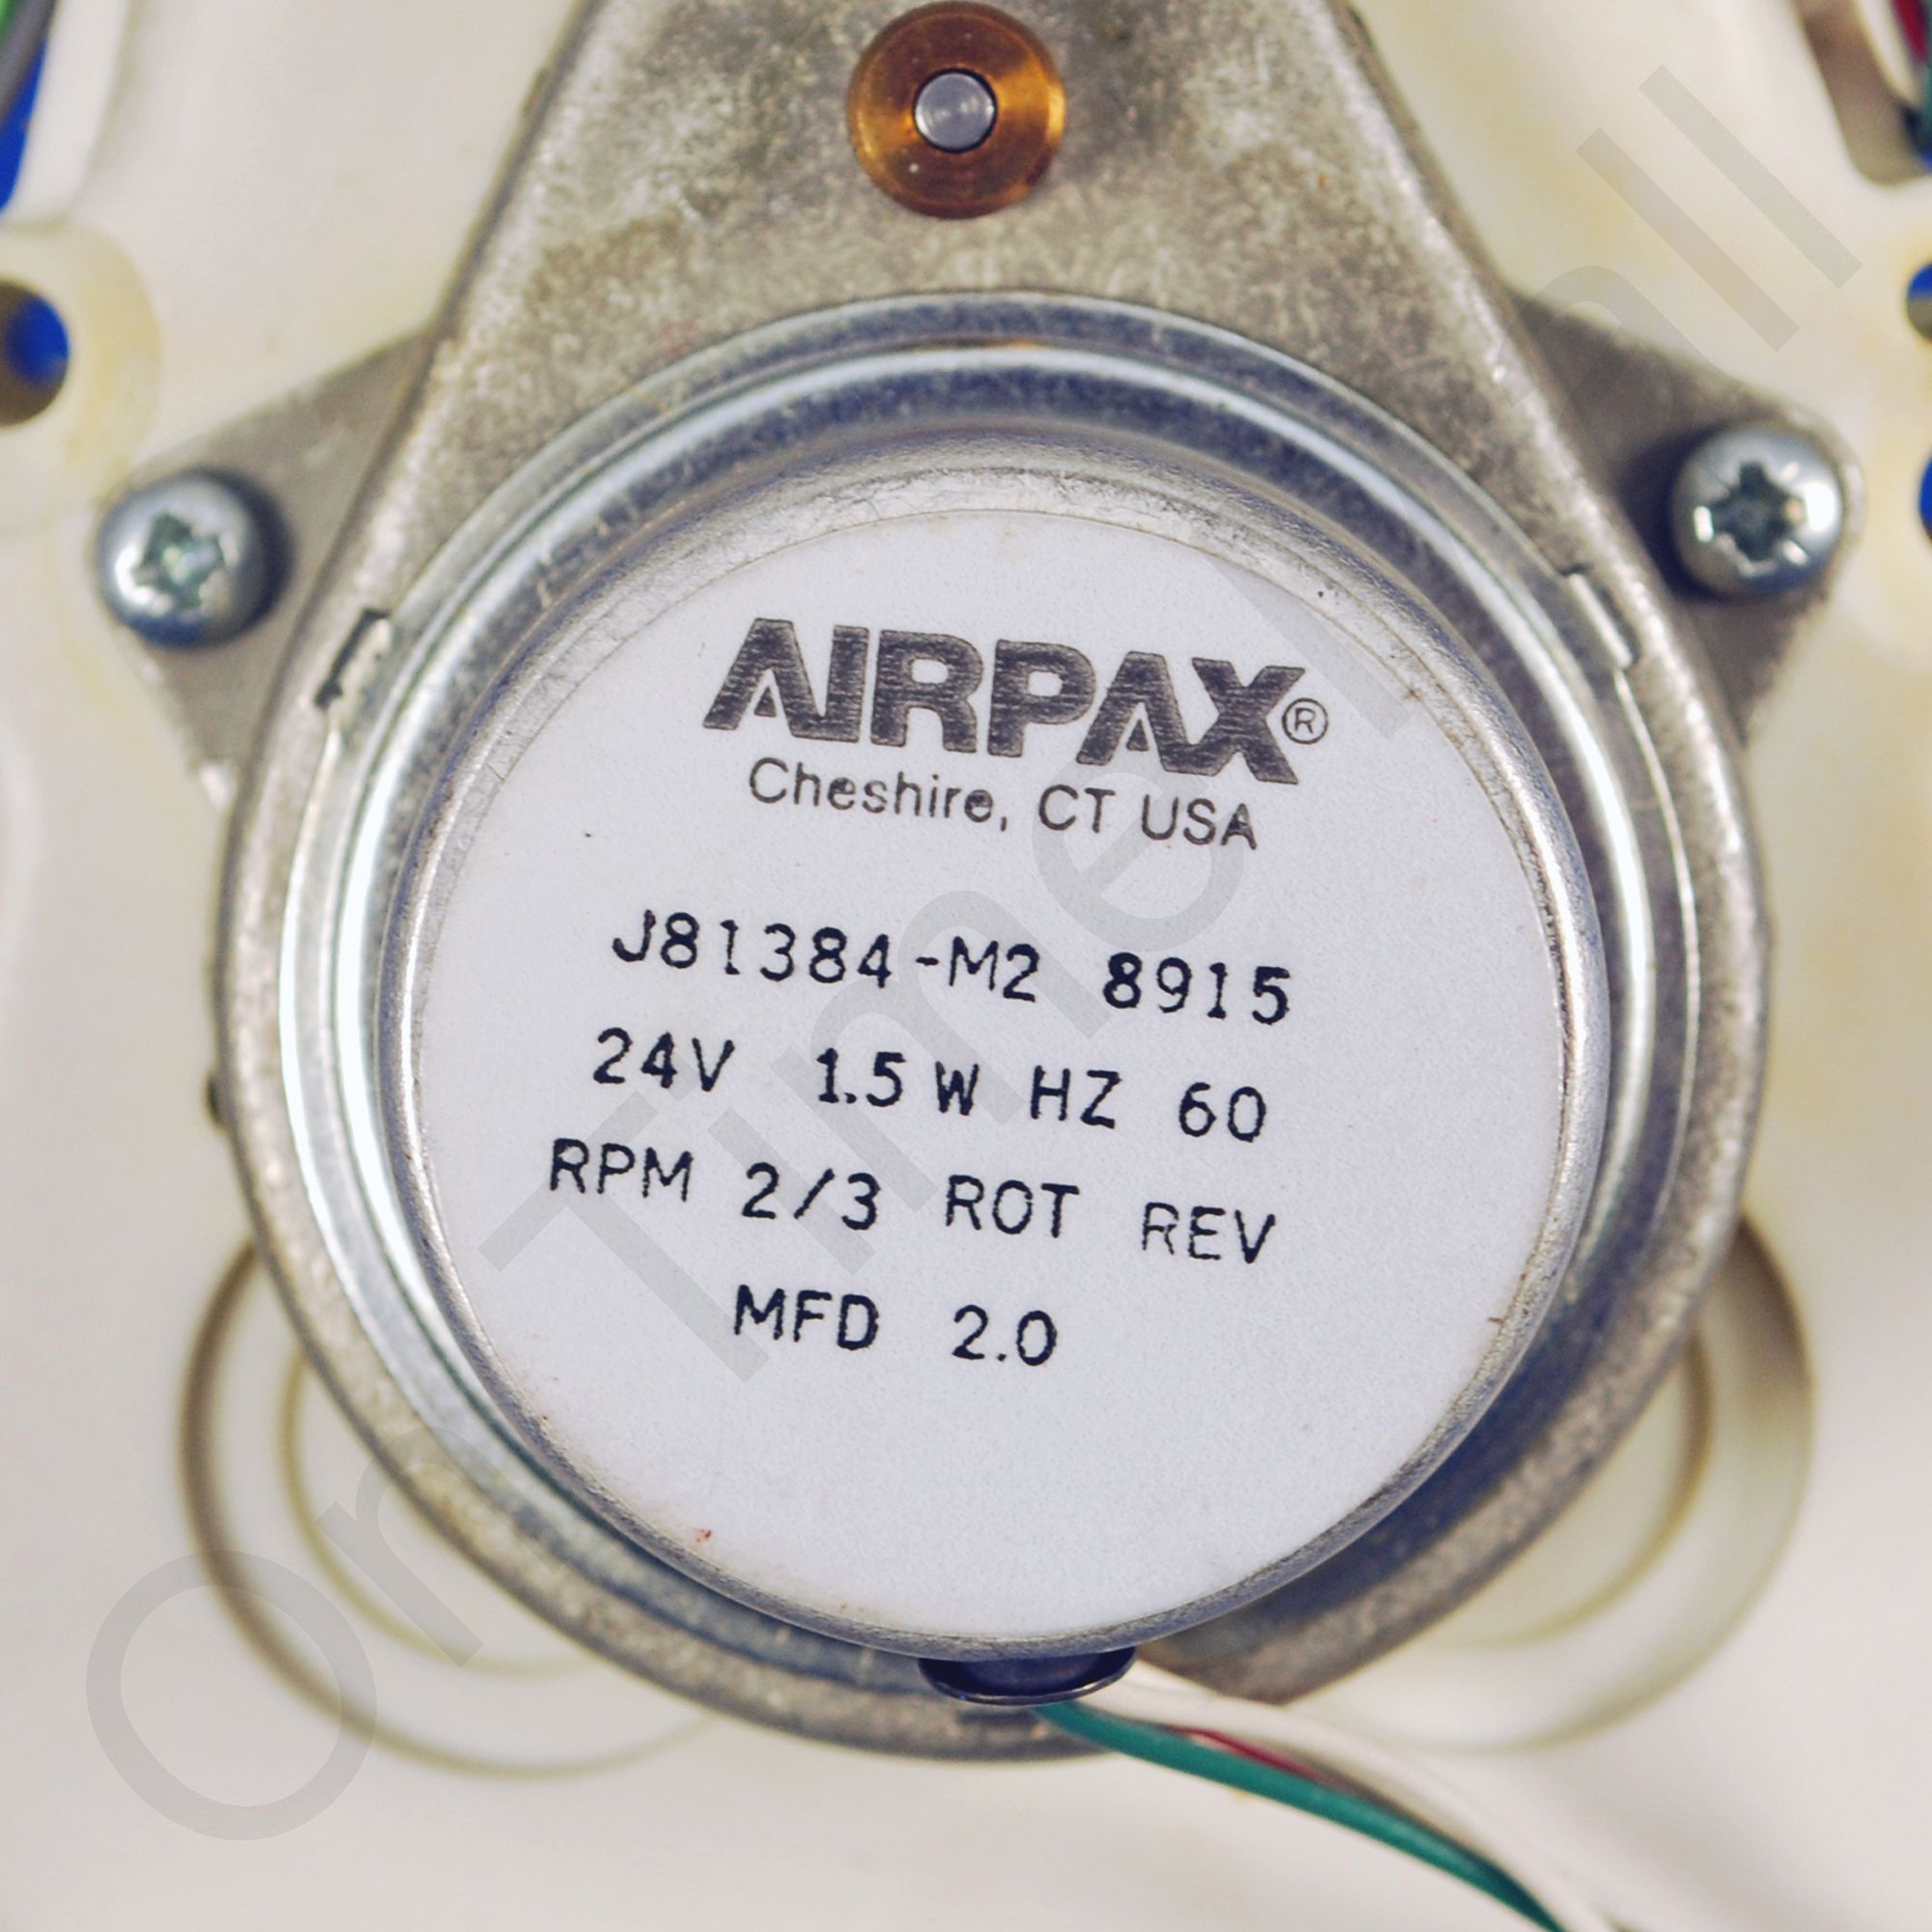 AIRPAX®
Cheshire, CT USA
J81384-M2 8915
24V 1.5 W HZ 60
RPM 2/3 ROT REV
MFD 2.0